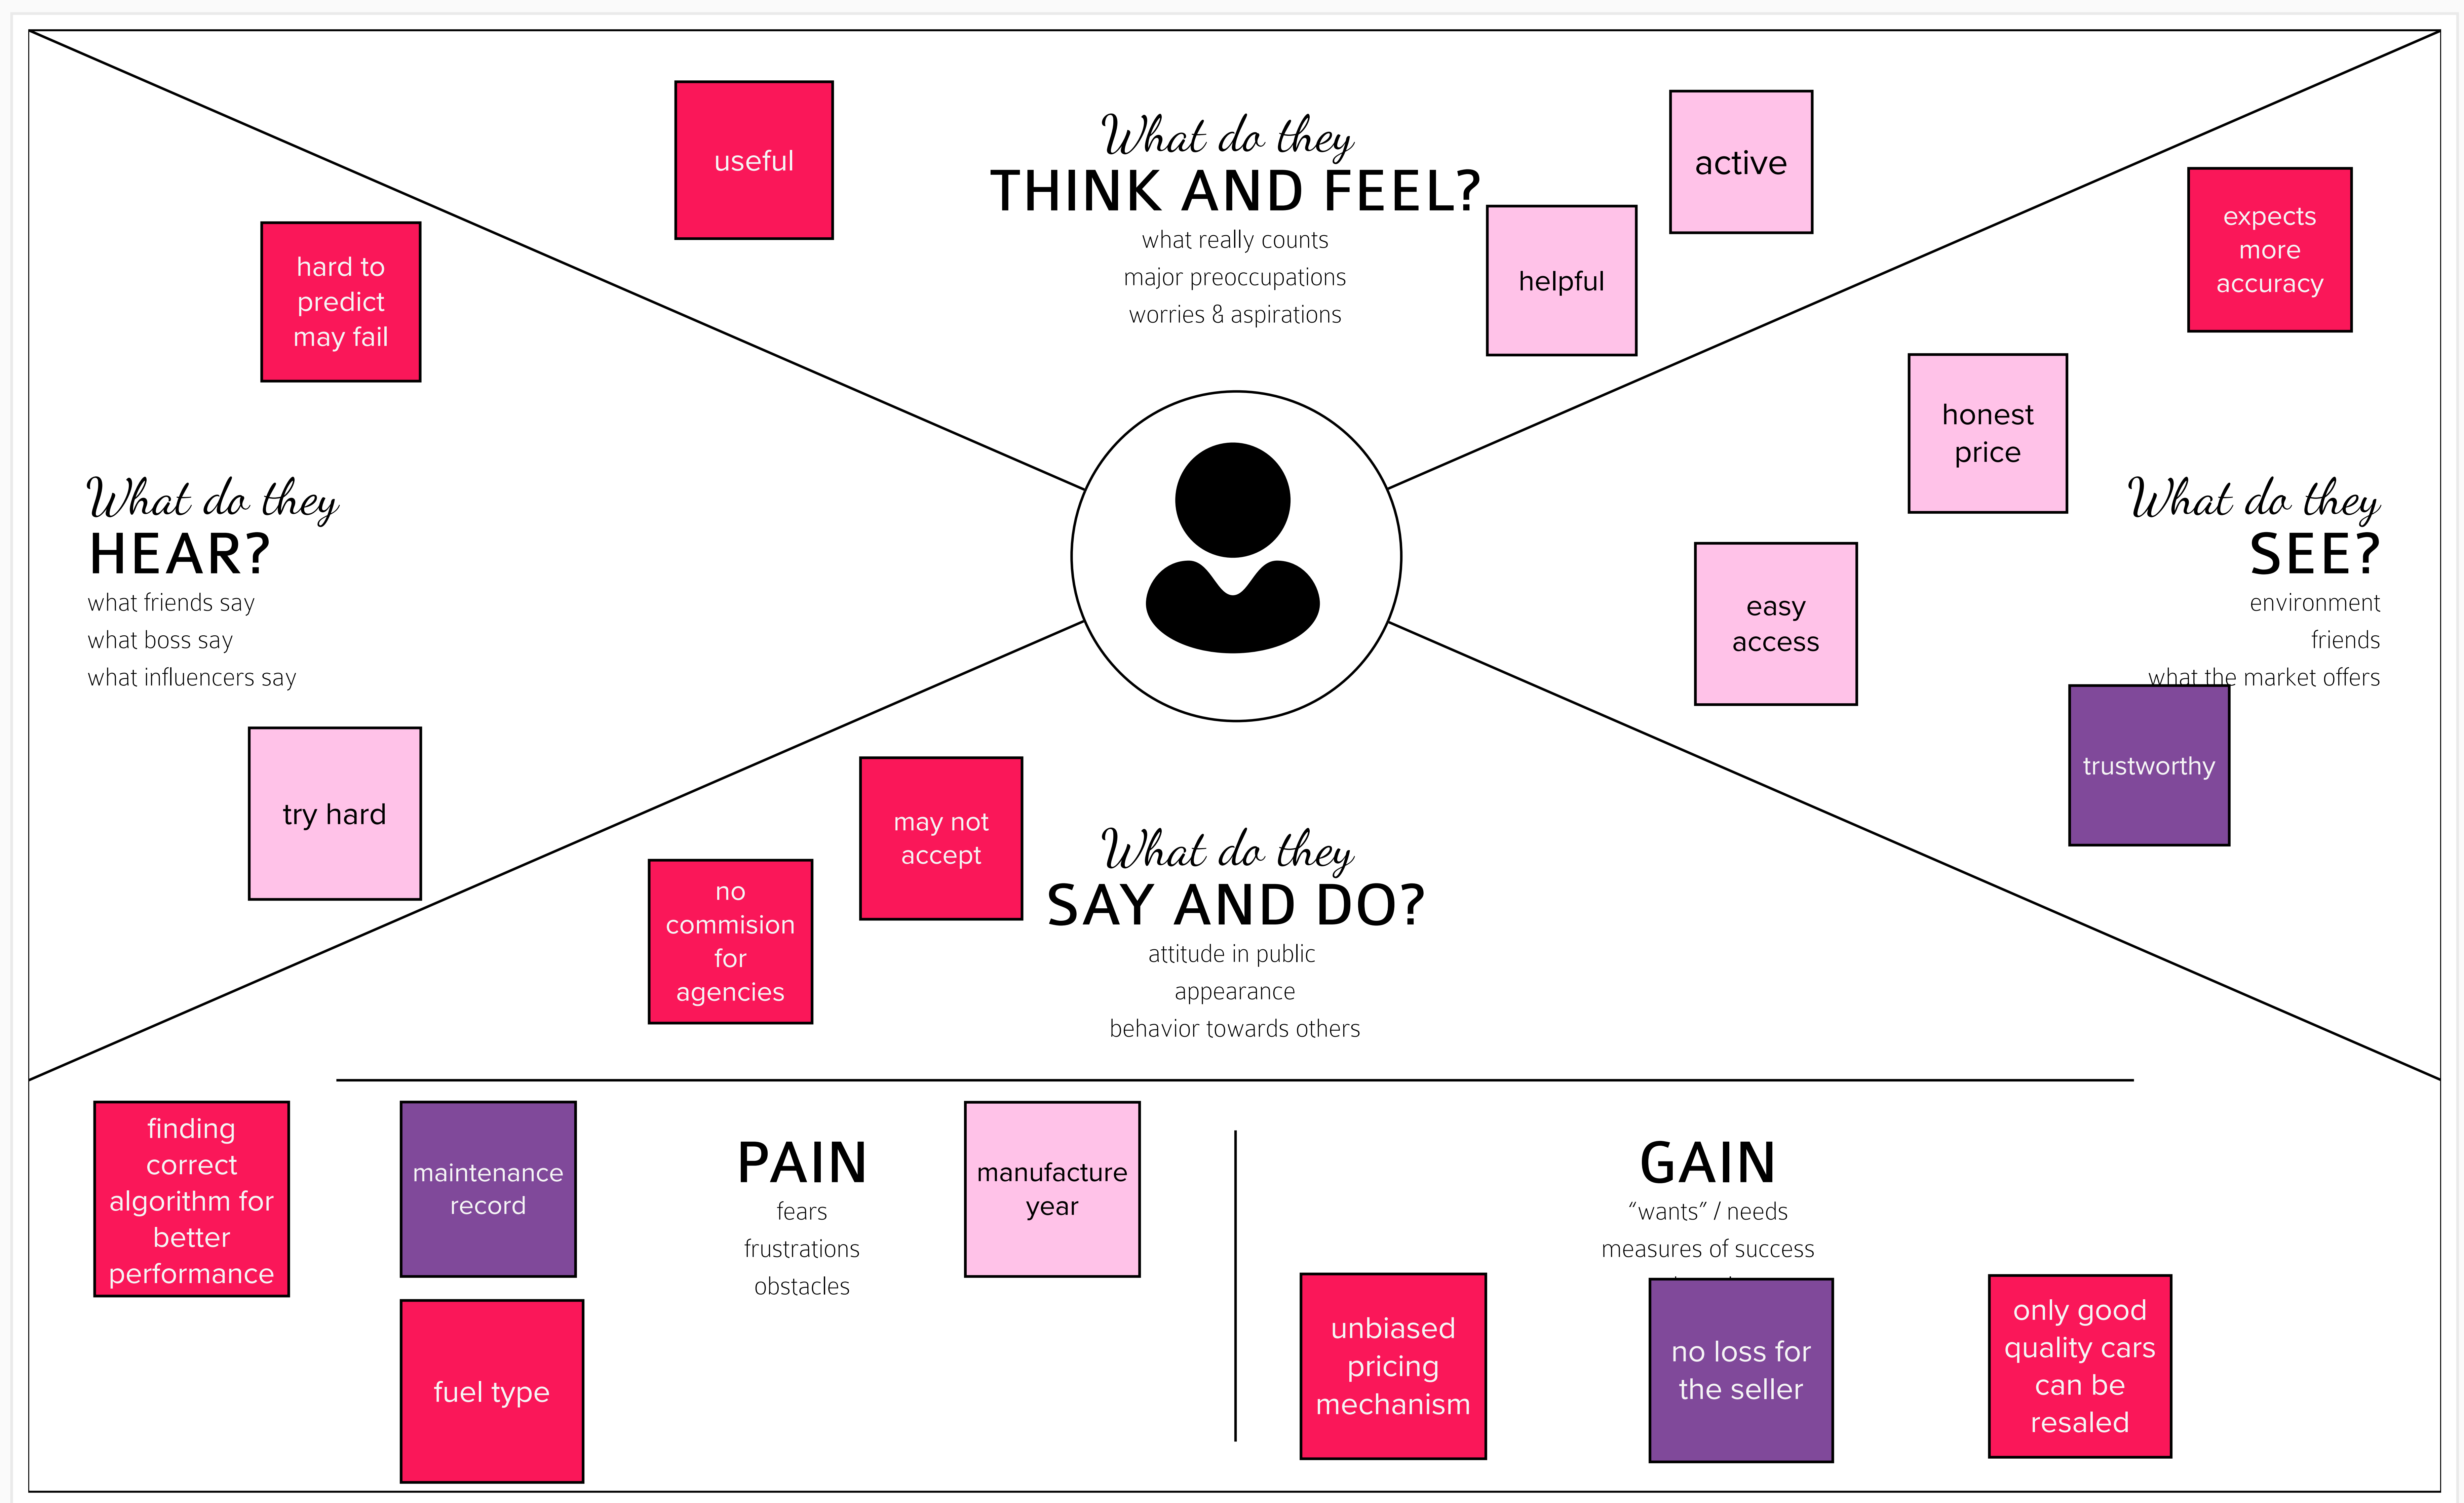 useful
What do they
THINK AND FEEL?
what really counts
major preoccupations
worries & aspirations
helpful
active
hard to
predict
may fail
What do they
HEAR?
what friends say
what boss say
what influencers say
try hard
expects
more
accuracy
honest
price
easy
access
What do they
SEE?
environment
friends
what the market offers
trustworthy
may not
accept
no
commision
for
agencies
What do they
SAY AND DO?
attitude in public
appearance
behavior towards others
finding
correct
algorithm for
better
performance
maintenance
record
fuel type
PAIN
fears
frustrations
obstacles
manufacture
year
GAIN
“wants” / needs
measures of success
unbiased
pricing
mechanism
no loss for
the seller
only good
quality cars
can be
resaled